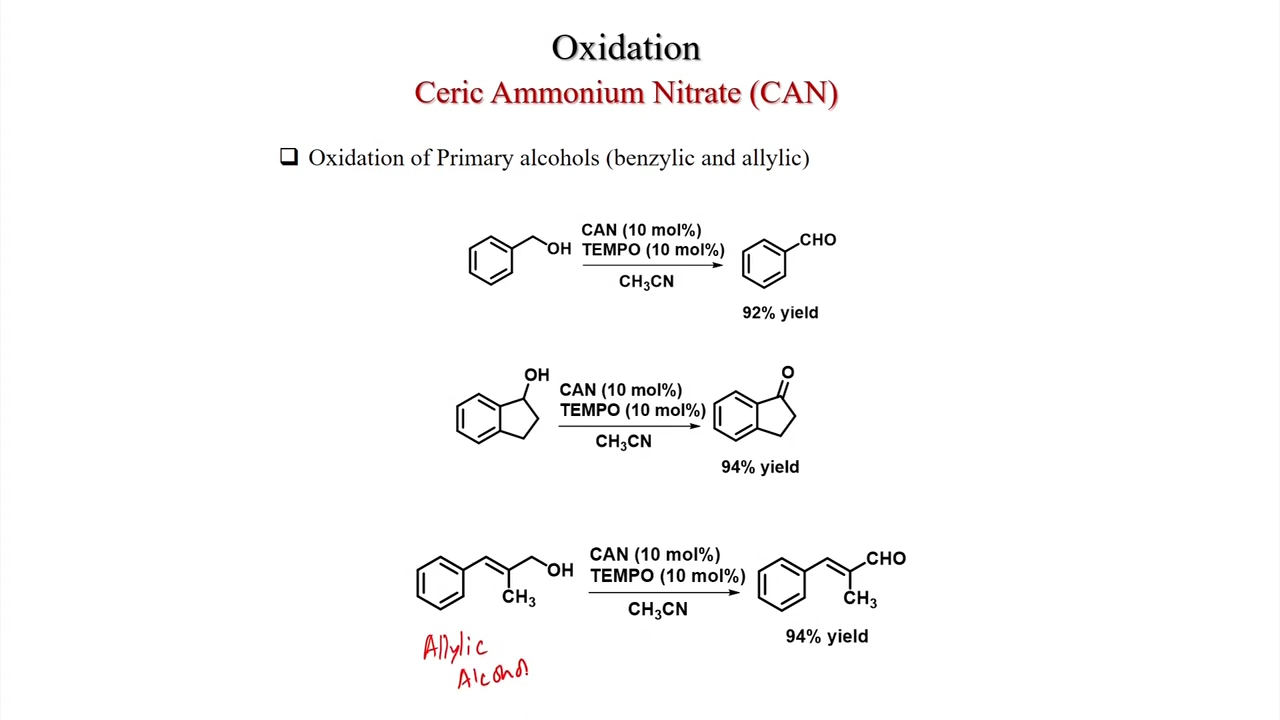 Oxidation
Ceric Ammonium Nitrate (CAN)
❑ Oxidation of Primary alcohols (benzylic and allylic)
OH
CAN (10 mol%)
TEMPO (10 mol%)
CH₃CN
CHO
92% yield
OH
CAN (10 mol%)
TEMPO (10 mol%)
CH₃CN
O
94% yield
OH
CH₃
CAN (10 mol%)
TEMPO (10 mol%)
CH₃CN
CHO
CH₃
94% yield
Allylic
Alcohol